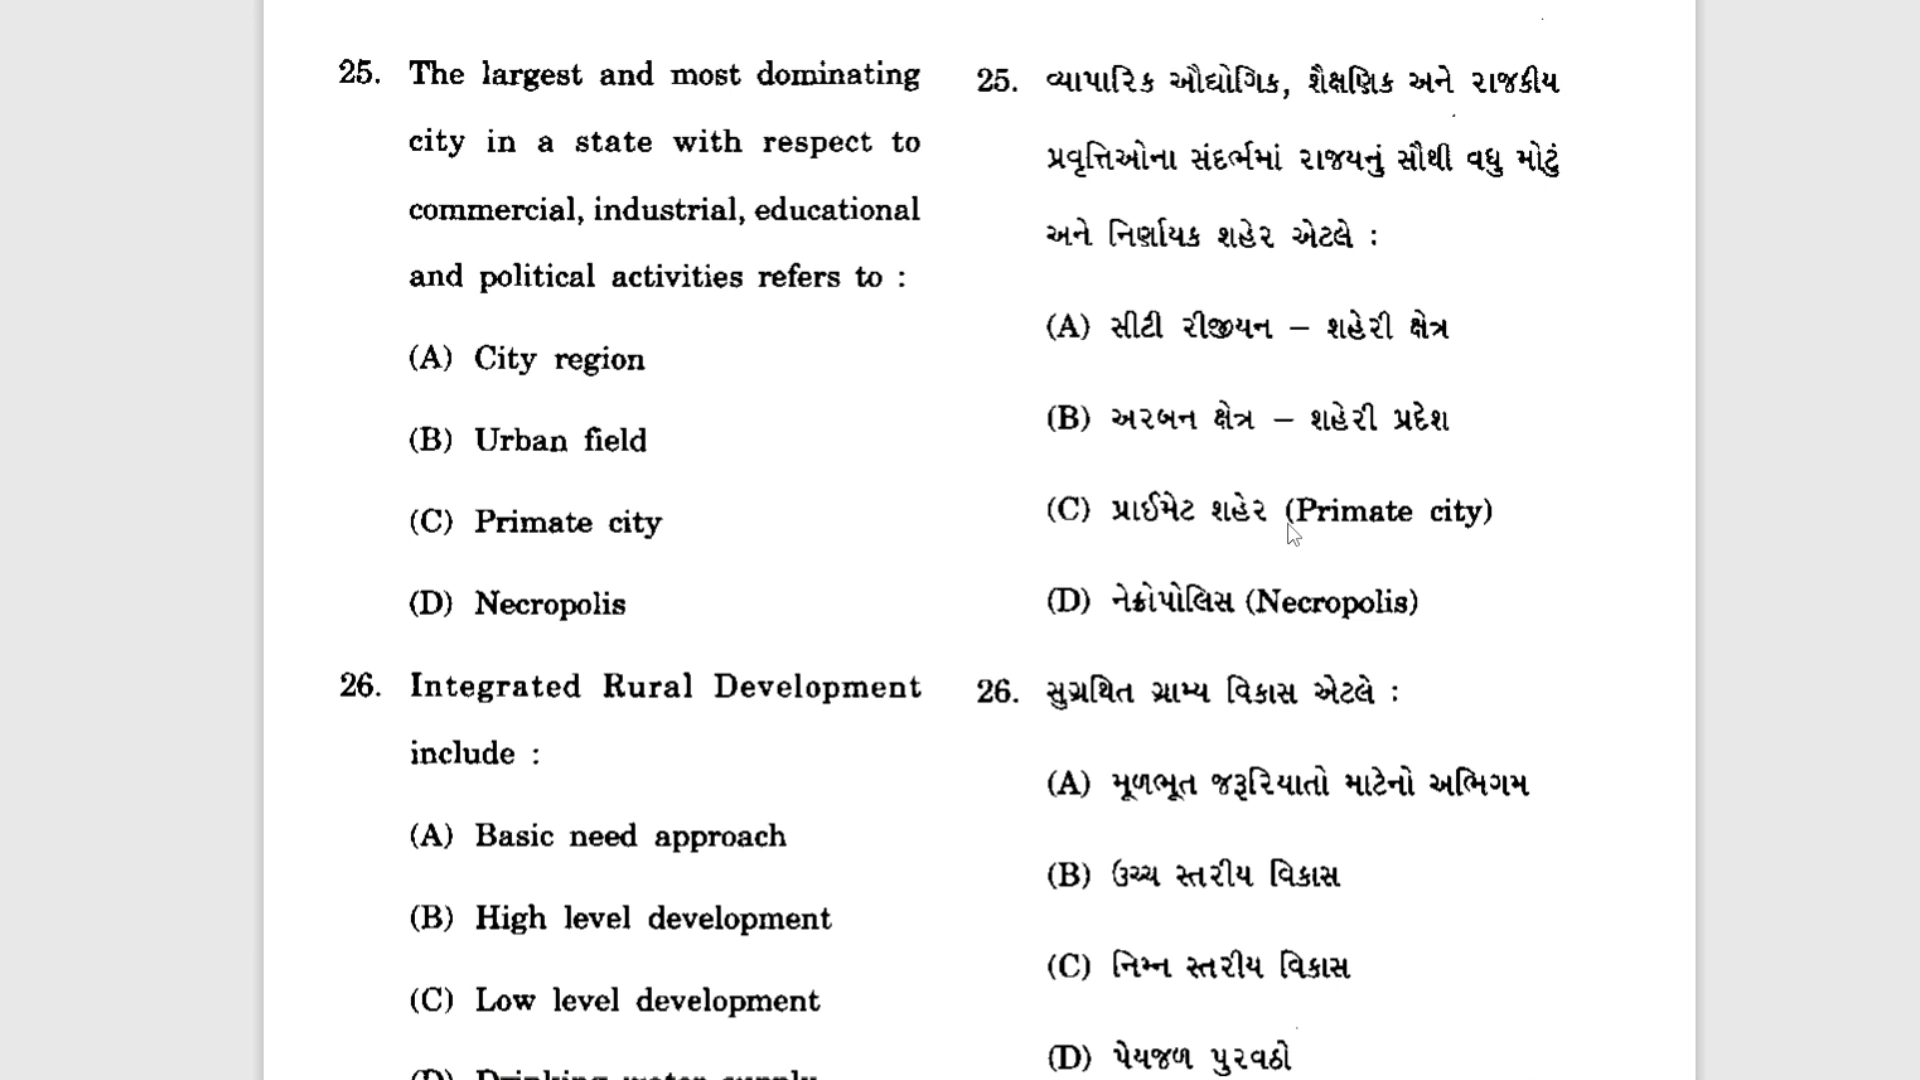 25. The largest and most dominating
city in a state with respect to
commercial, industrial, educational
and political activities refers to :
(A) City region
(B) Urban field
(C) Primate city
(D) Necropolis
26. Integrated Rural Development
include :
(A) Basic need approach
(B) High level development
(C) Low level development
(D) Drinking water supply
25. વ્યાપારિક ઔદ્યોગિક, શૈક્ષણિક અને રાજકીય
પ્રવૃત્તિઓના સંદર્ભમાં રાજયનું સૌથી વધુ મોટું
અને નિર્ણાયક શહેર એટલે :
(A) સીટી રીજીયન – શહેરી ક્ષેત્ર
(B) અરબન ક્ષેત્ર – શહેરી પ્રદેશ
(C) પ્રાઈમેટ શહેર (Primate city)
(D) નેક્રોપોલિસ (Necropolis)
26. સુગ્રથિત ગ્રામ્ય વિકાસ એટલે :
(A) મૂળભૂત જરૂરિયાતો માટેનો અભિગમ
(B) ઉચ્ચ સ્તરીય વિકાસ
(C) નિમ્ન સ્તરીય વિકાસ
(D) પેયજળ પુરવઠો